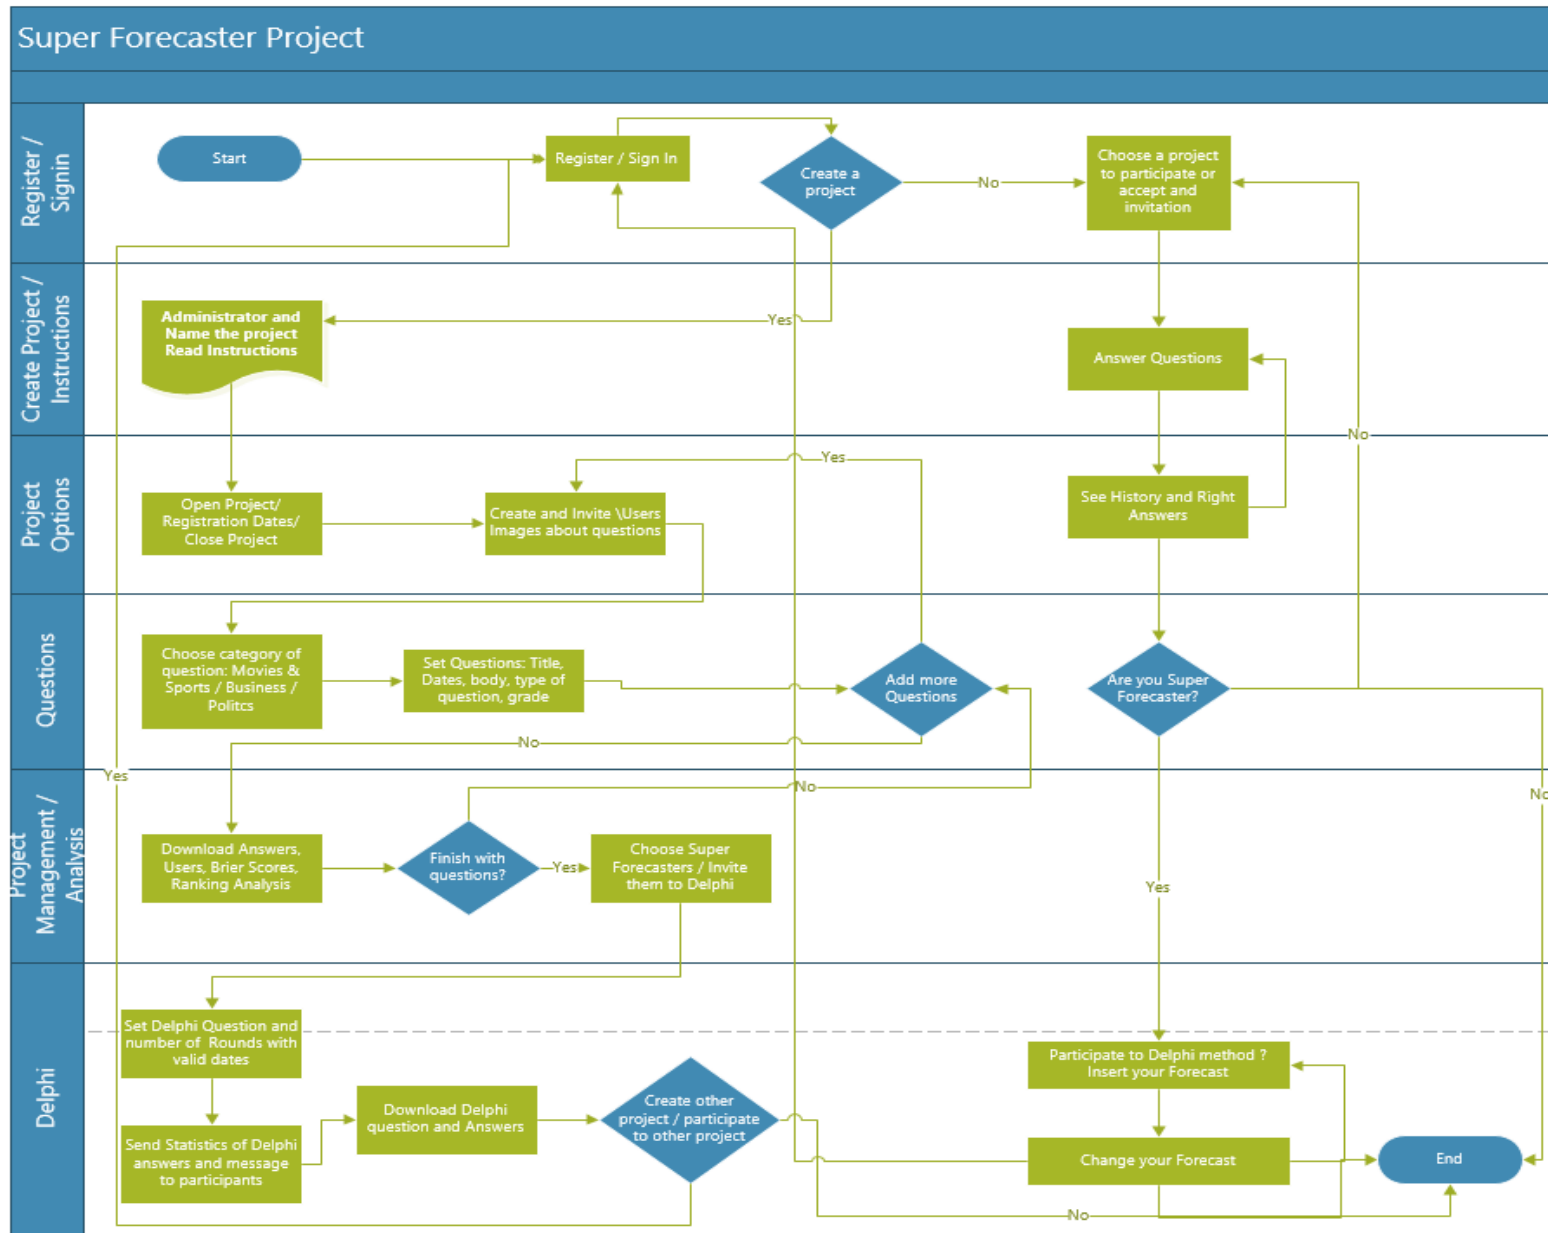 Super Forecaster Project
Register /
Signin
Start
Register / Sign In
Create a
project
No
Choose a project
to participate or
accept and
invitation
Create Project /
Instructions
Administrator and
Name the project
Read Instructions
Yes
Answer Questions
No
Project
Options
Yes
Open Project/
Registration Dates/
Close Project
Create and Invite \Users
Images about questions
See History and Right
Answers
Questions
Choose category of
question: Movies &
Sports / Business /
Politcs
Set Questions: Title,
Dates, body, type of
question, grade
Add more
Questions
Are you Super
Forecaster?
No
Yes
Project
Management /
Analysis
No
No
Download Answers,
Users, Brier Scores,
Ranking Analysis
Finish with
questions?
Yes
Choose Super
Forecasters / Invite
them to Delphi
Yes
Delphi
Set Delphi Question and
number of Rounds with
valid dates
Send Statistics of Delphi
answers and message
to participants
Download Delphi
question and Answers
Create other
project / participate
to other project
Participate to Delphi method ?
Insert your Forecast
Change your Forecast
End
No